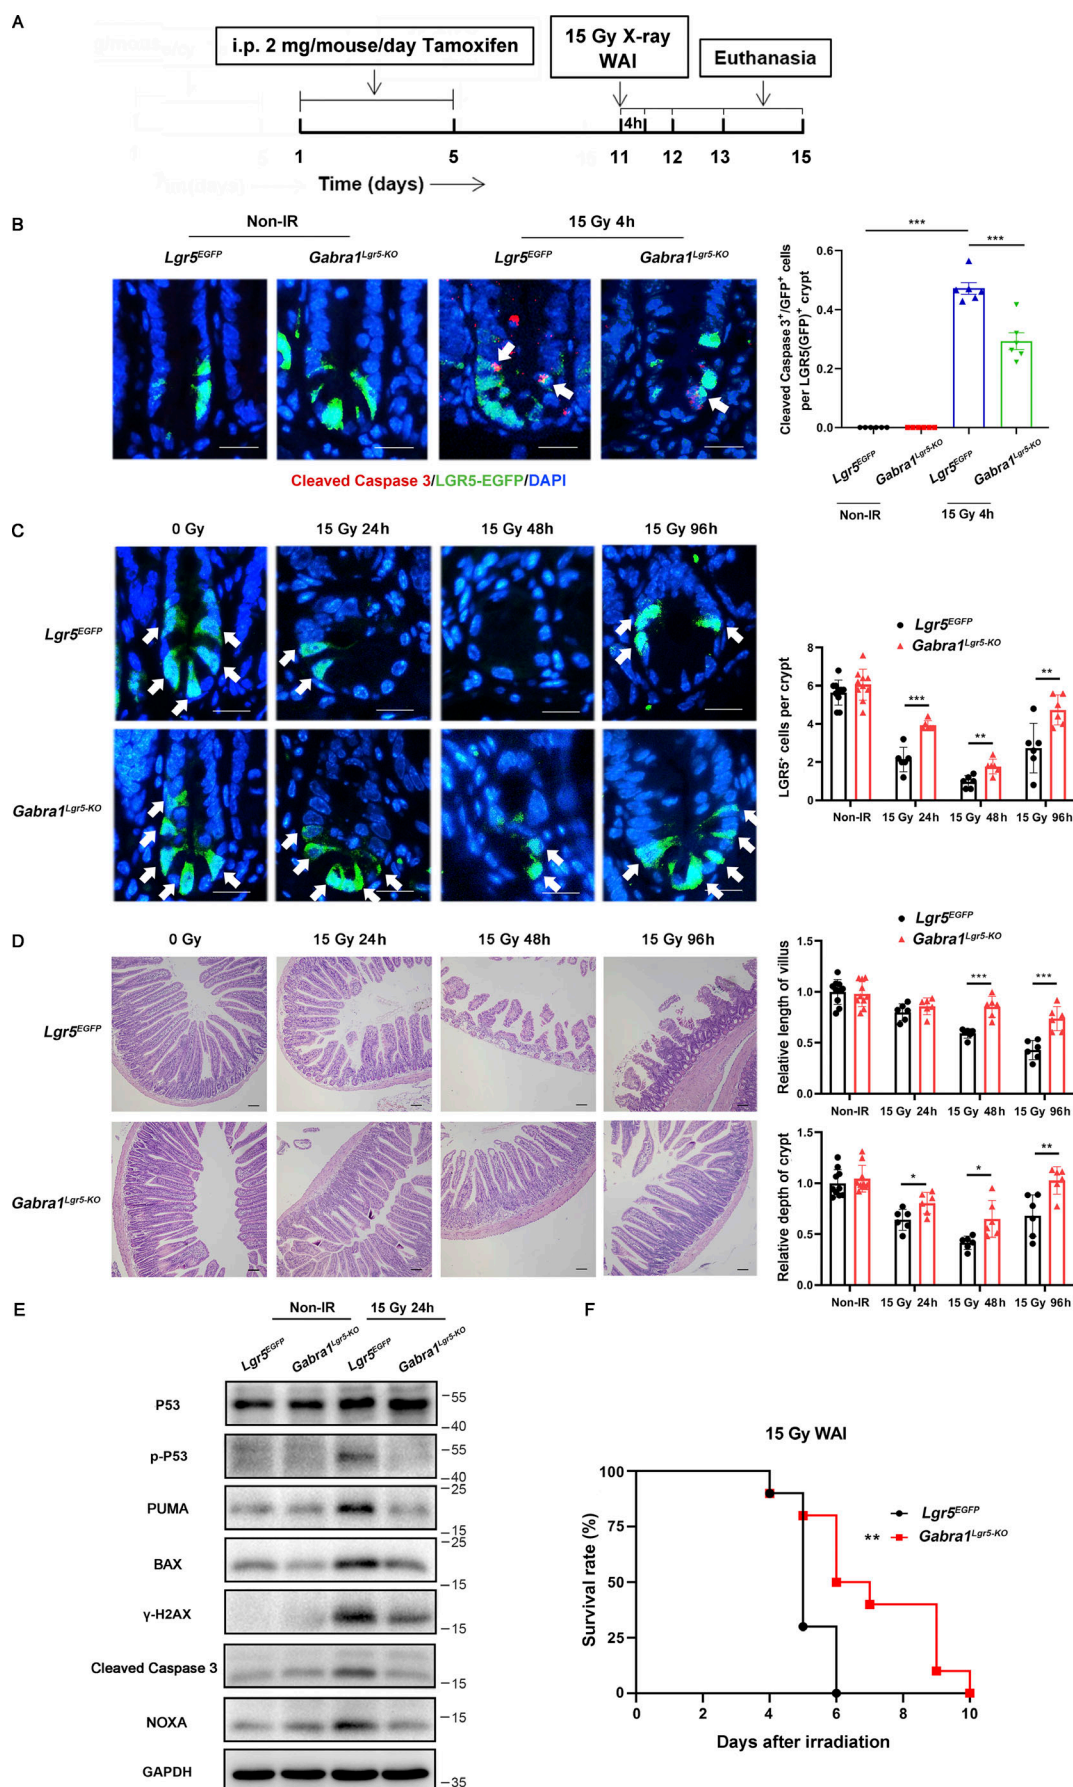 A
i.p. 2 mg/mouse/day Tamoxifen
15 Gy X-ray
WAI
Euthanasia
4h
1 5 11 12 13 15
Time (days)
B
Non-IR 15 Gy 4h
Lgr5EGFP Gabra1Lgr5-KO Lgr5EGFP Gabra1Lgr5-KO
Cleaved Caspase 3/LGR5-EGFP/DAPI
Cleaved Caspase 3+/GFP+ cells
per LGR5(GFP)+ crypt
0.6
0.4
0.2
0.0
***
***
Lgr5EGFP Gabra1Lgr5-KO Lgr5EGFP Gabra1Lgr5-KO
Non-IR 15 Gy 4h
C
0 Gy 15 Gy 24h 15 Gy 48h 15 Gy 96h
Lgr5EGFP
Gabra1Lgr5-KO
Lgr5EGFP
Gabra1Lgr5-KO
LGR5+ cells per crypt
8
6
4
2
0
***
**
**
Non-IR 15 Gy 24h 15 Gy 48h 15 Gy 96h
D
0 Gy 15 Gy 24h 15 Gy 48h 15 Gy 96h
Lgr5EGFP
Gabra1Lgr5-KO
Lgr5EGFP
Gabra1Lgr5-KO
Relative length of villus
1.5
1.0
0.5
0.0
***
***
Non-IR 15 Gy 24h 15 Gy 48h 15 Gy 96h
Relative depth of crypt
1.5
1.0
0.5
0.0
*
*
**
Non-IR 15 Gy 24h 15 Gy 48h 15 Gy 96h
E
Non-IR 15 Gy 24h
Lgr5EGFP Gabra1Lgr5-KO Lgr5EGFP Gabra1Lgr5-KO
P53
55
40
p-P53
55
40
PUMA
25
15
BAX
25
15
γ-H2AX
15
Cleaved Caspase 3
15
NOXA
15
GAPDH
35
F
15 Gy WAI
Survival rate (%)
100
75
50
25
0
Lgr5EGFP
**
Gabra1Lgr5-KO
0 2 4 6 8 10
Days after irradiation